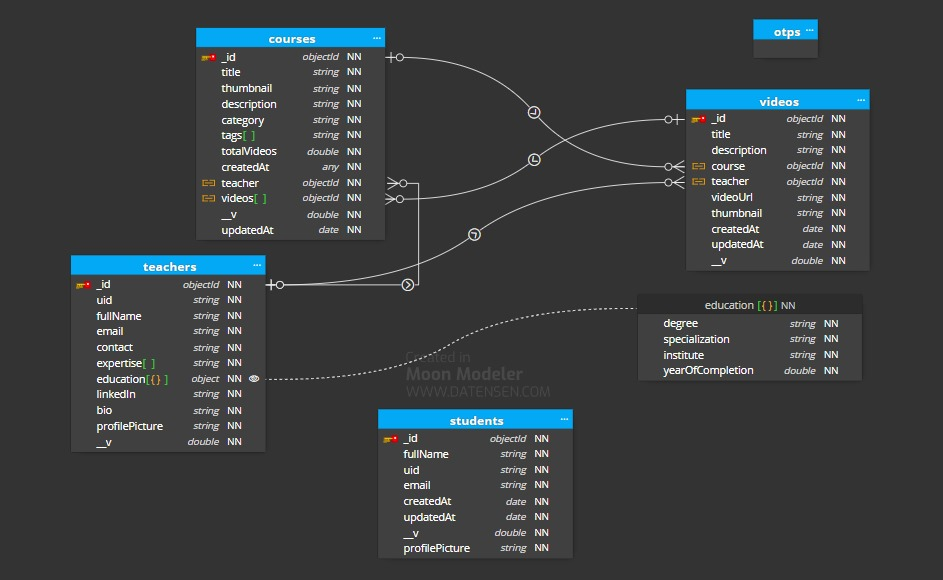 otps ...
courses ...
_id objectId NN
title string NN
thumbnail string NN
description string NN
category string NN
tags[ ] string NN
totalVideos double NN
createdAt any NN
teacher objectId NN
videos[ ] objectId NN
__v double NN
updatedAt date NN
videos ...
_id objectId NN
title string NN
description string NN
course objectId NN
teacher objectId NN
videoUrl string NN
thumbnail string NN
createdAt date NN
updatedAt date NN
__v double NN
teachers ...
_id objectId NN
uid string NN
fullName string NN
email string NN
contact string NN
expertise[ ] string NN
education[{} ] object NN
linkedIn string NN
bio string NN
profilePicture string NN
__v double NN
education [{}] NN
degree string NN
specialization string NN
institute string NN
yearOfCompletion double NN
Created in
Moon Modeler
WWW.DATENSEN.COM
students ...
_id objectId NN
fullName string NN
uid string NN
email string NN
createdAt date NN
updatedAt date NN
__v double NN
profilePicture string NN